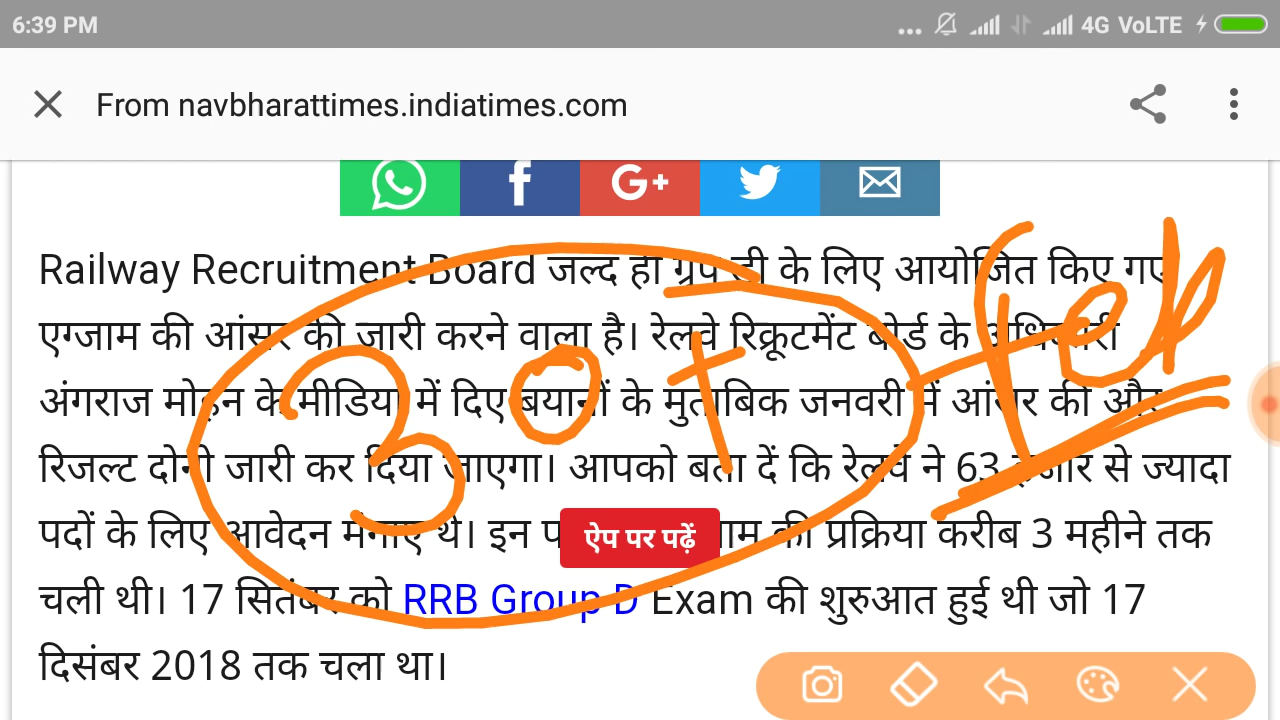 6:39 PM
... 4G VoLTE
From navbharattimes.indiatimes.com
f G+
Railway Recruitment Board जल्द ही ग्रुप डी के लिए आयोजित किए गए
एग्जाम की आंसर की जारी करने वाला है। रेलवे रिक्रूटमेंट बोर्ड के अधिकारी
अंगराज मोहन के मीडिया में दिए बयानों के मुताबिक जनवरी में आंसर की और
रिजल्ट दोनों जारी कर दिया जाएगा। आपको बता दें कि रेलवे ने 63 हजार से ज्यादा
पदों के लिए आवेदन मंगाए थे। इन की प्रक्रिया करीब 3 महीने तक
ऐप पर पढ़ें
चली थी। 17 सितंबर को RRB Group D Exam की शुरुआत हुई थी जो 17
दिसंबर 2018 तक चला था।
30
feb